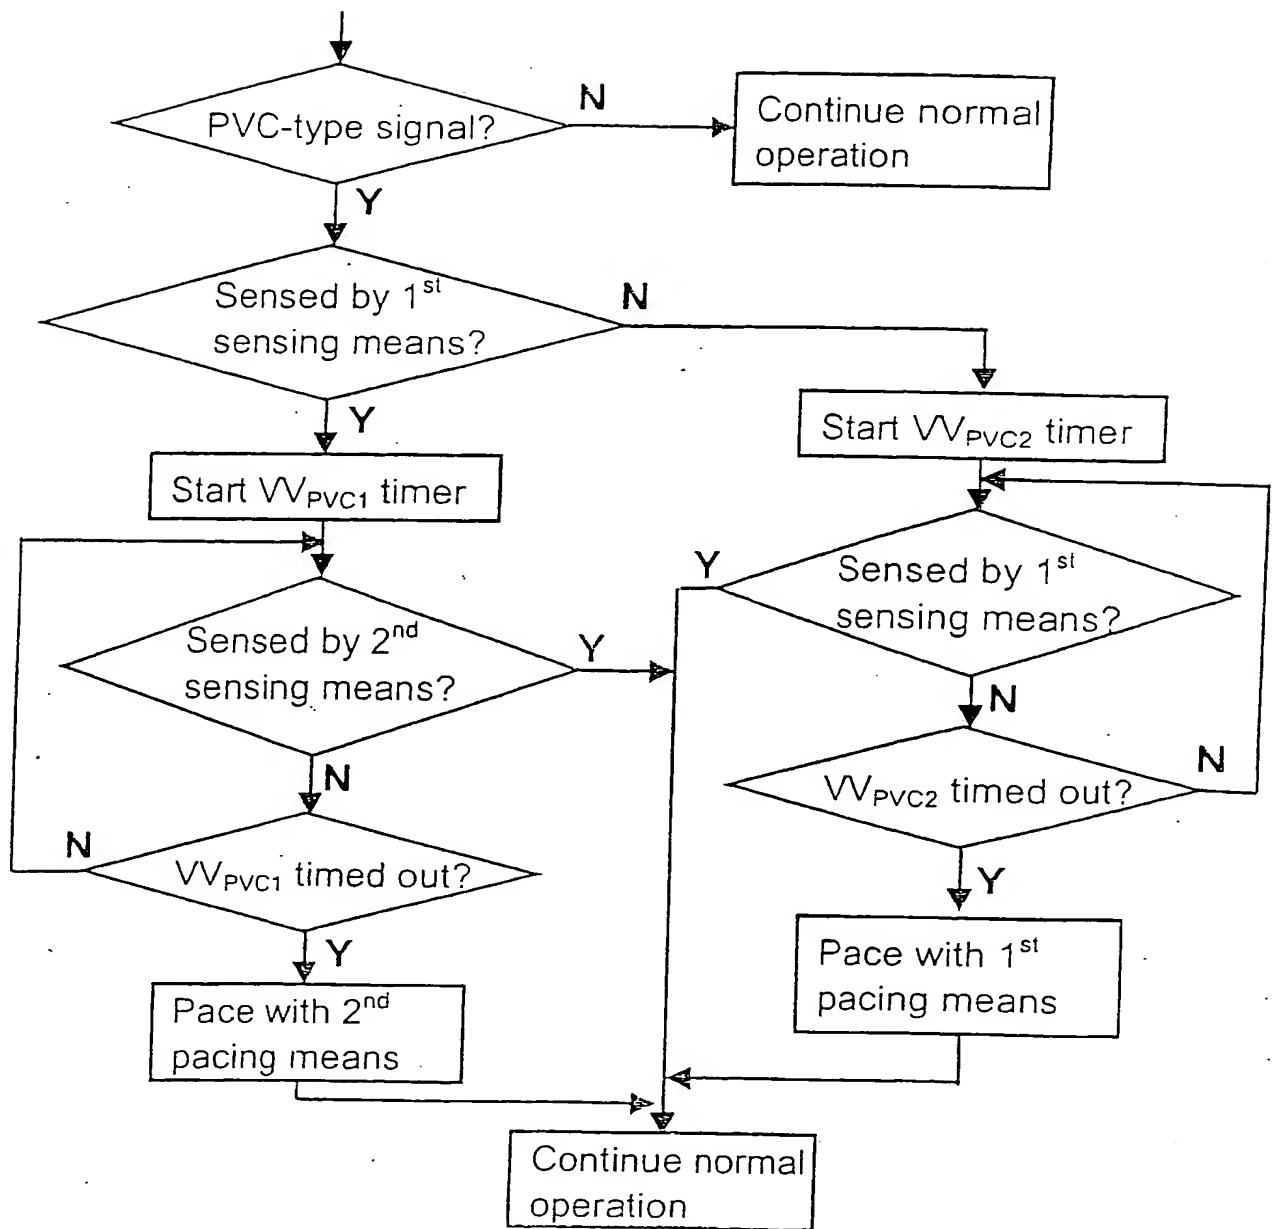 PVC-type signal?
N
Continue normal
operation
Y
Sensed by 1st
sensing means?
N
Y
Start VVPVC1 timer
Start VVPVC2 timer
Sensed by 2nd
sensing means?
Y
Y
Sensed by 1st
sensing means?
N
N
VVPVC1 timed out?
N
VVPVC2 timed out?
N
Y
Y
Pace with 2nd
pacing means
Pace with 1st
pacing means
Continue normal
operation